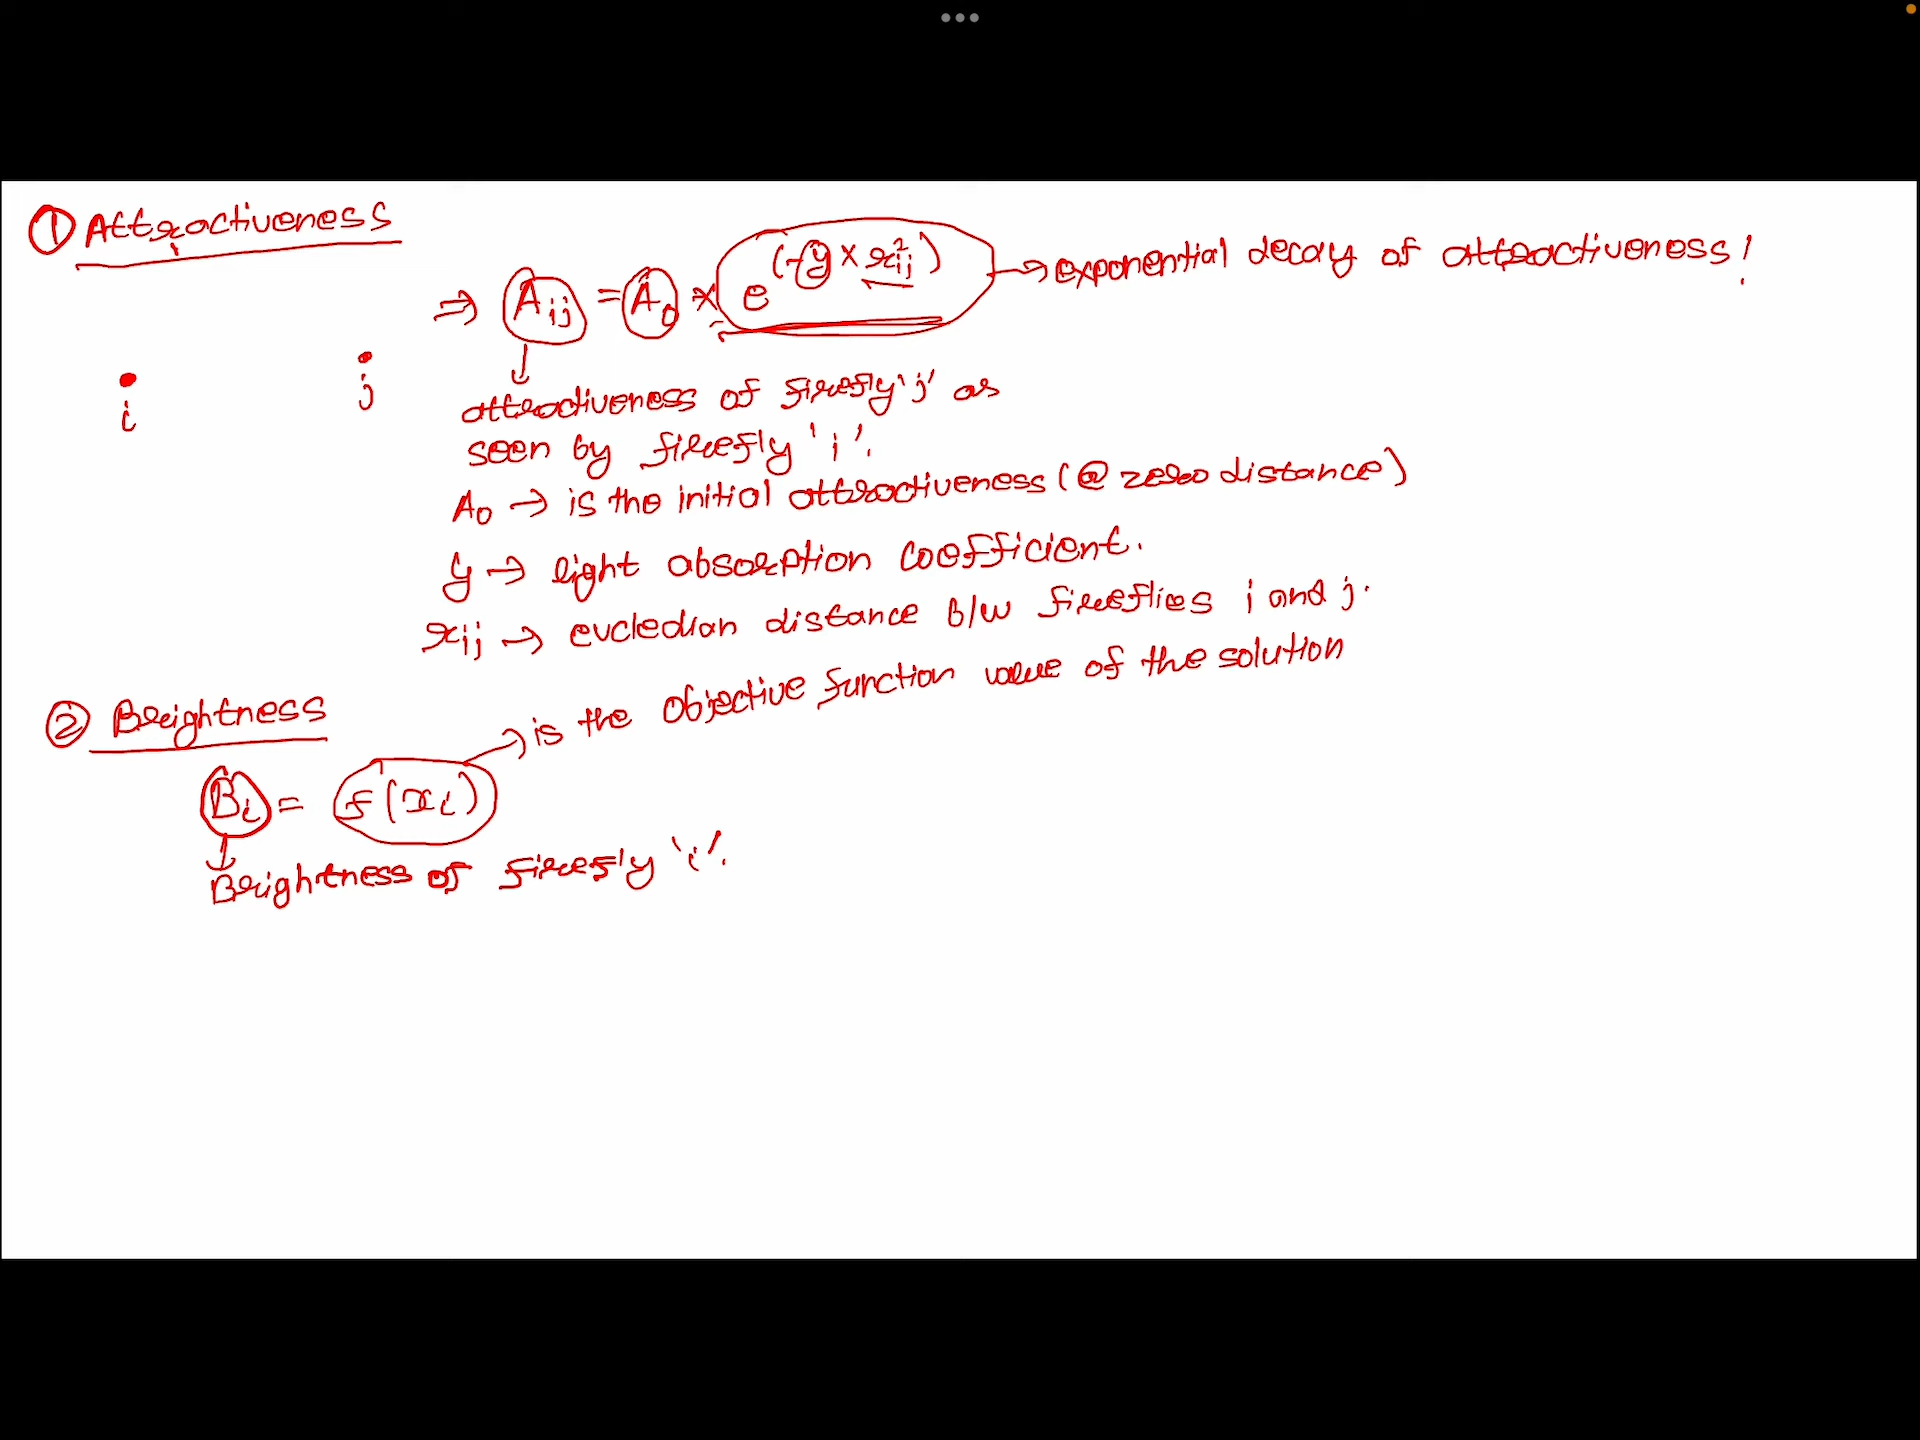 ① Attractiveness
⇒ Aij = A0 × e^(-y × rij²) → exponential decay of attractiveness!
i j
attractiveness of firefly 'j' as
seen by firefly 'i'.
A0 → is the initial attractiveness (@ zero distance)
y → light absorption coefficient.
rij → eucledian distance b/w fireflies i and j.
② Brightness
→ is the objective function value of the solution
Bi = f(xi)
Brightness of firefly 'i'.